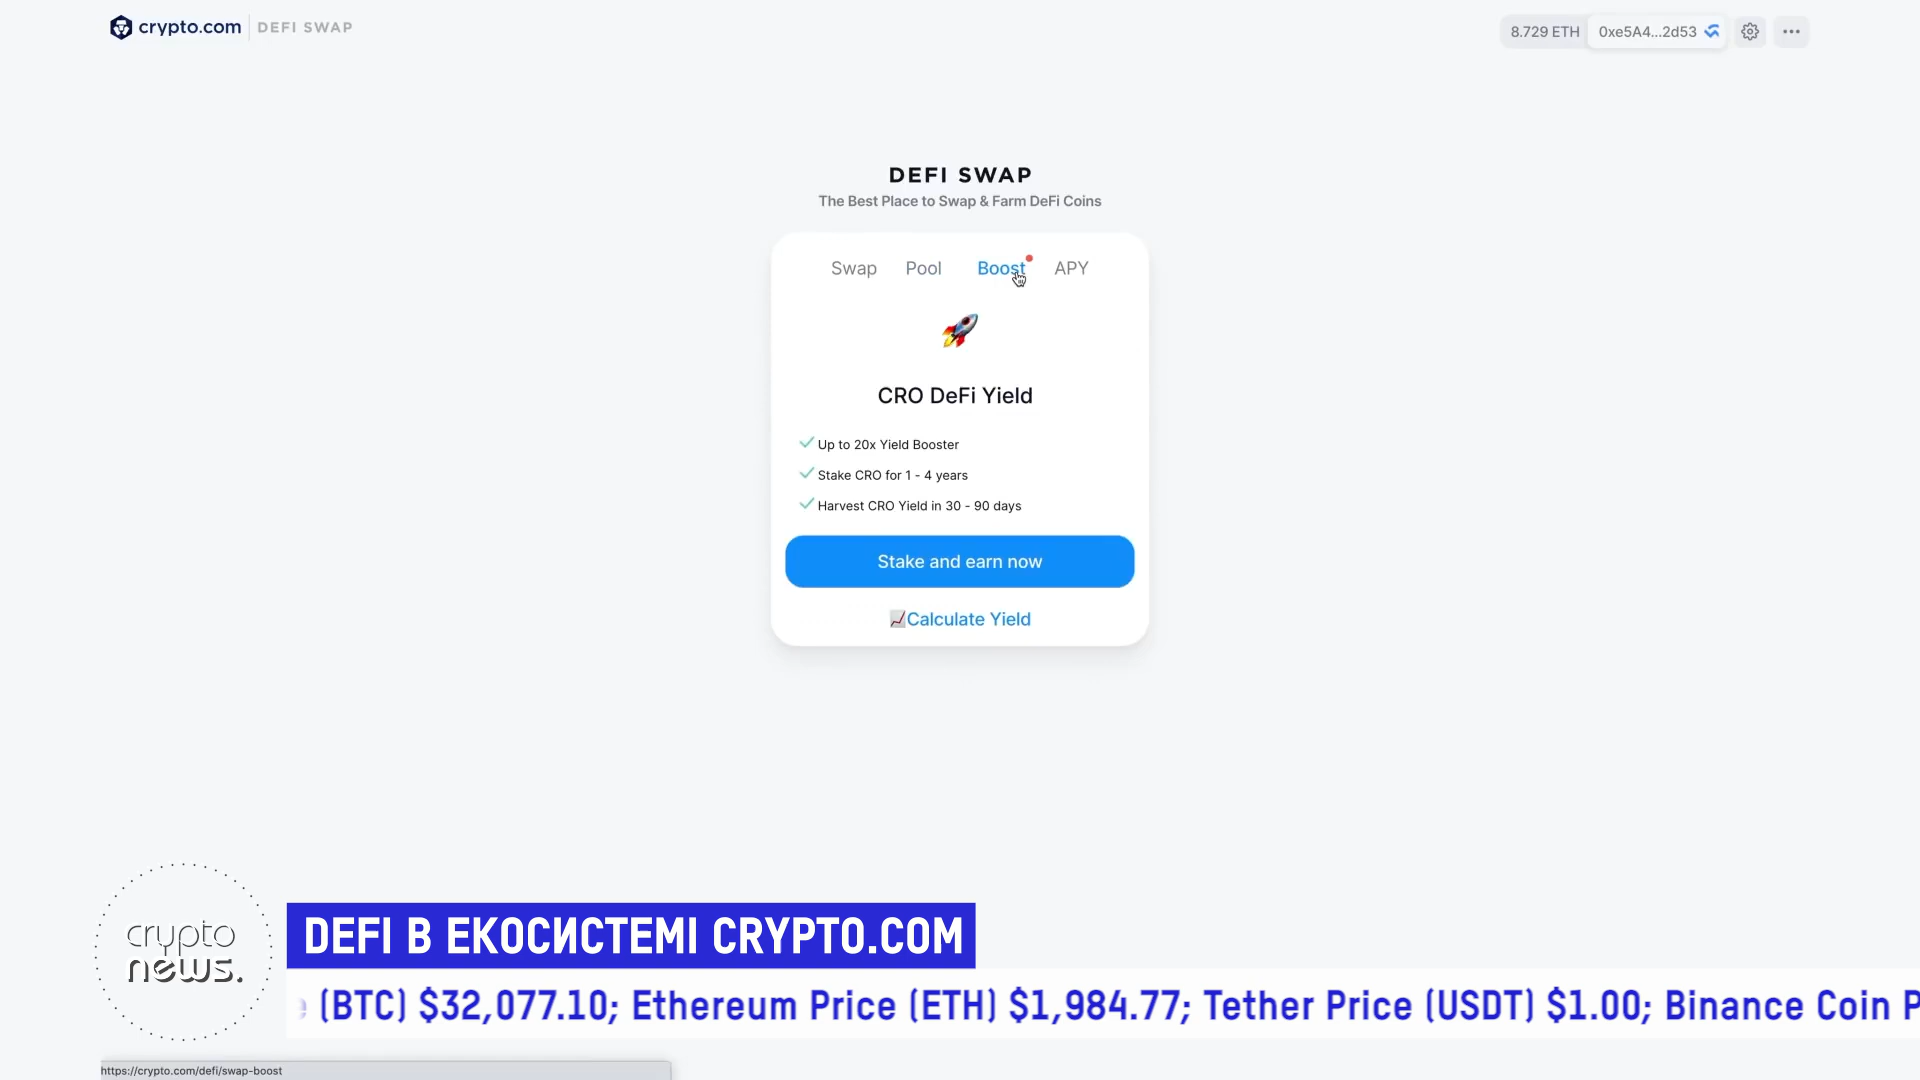 crypto.com DEFI SWAP
8.729 ETH 0xe5A4...2d53
DEFI SWAP
The Best Place to Swap & Farm DeFi Coins
Swap Pool Boost APY
CRO DeFi Yield
Up to 20x Yield Booster
Stake CRO for 1 - 4 years
Harvest CRO Yield in 30 - 90 days
Stake and earn now
Calculate Yield
crypto
news.
DEFI В ЕКОСИСТЕМІ CRYPTO.COM
(BTC) $32,077.10; Ethereum Price (ETH) $1,984.77; Tether Price (USDT) $1.00; Binance Coin P
https://crypto.com/defi/swap-boost